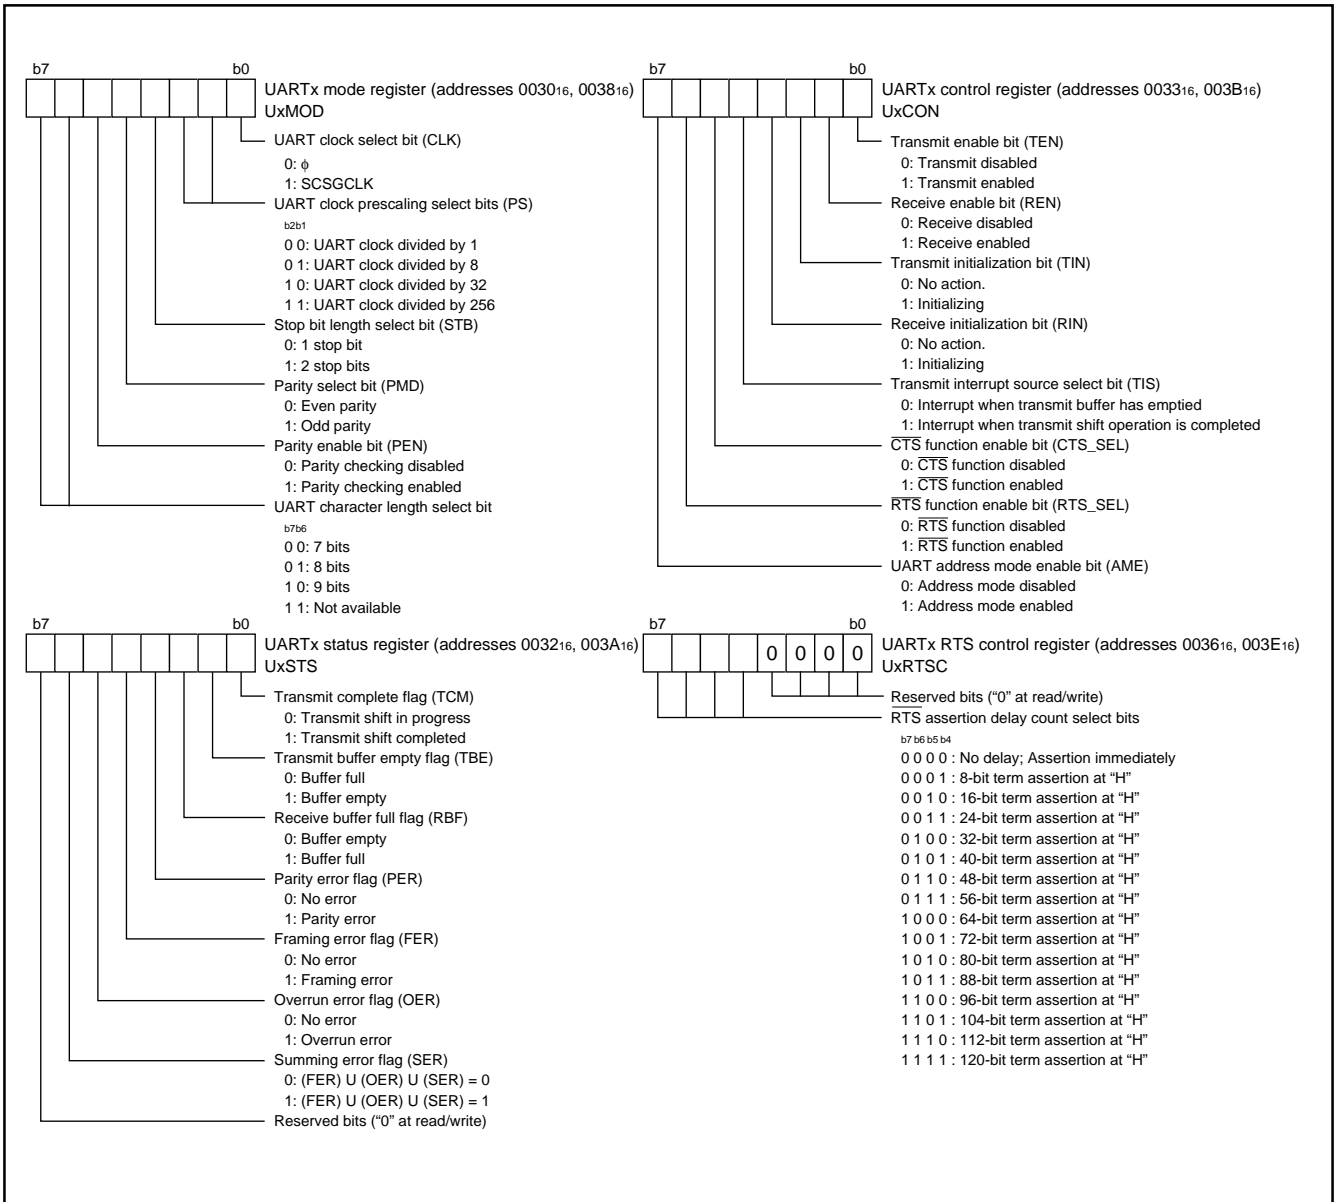 b7 b0
UARTx mode register (addresses 003016, 003816)
UxMOD
UART clock select bit (CLK)
0: ϕ
1: SCSGCLK
UART clock prescaling select bits (PS)
b2b1
0 0: UART clock divided by 1
0 1: UART clock divided by 8
1 0: UART clock divided by 32
1 1: UART clock divided by 256
Stop bit length select bit (STB)
0: 1 stop bit
1: 2 stop bits
Parity select bit (PMD)
0: Even parity
1: Odd parity
Parity enable bit (PEN)
0: Parity checking disabled
1: Parity checking enabled
UART character length select bit
b7b6
0 0: 7 bits
0 1: 8 bits
1 0: 9 bits
1 1: Not available
b7 b0
UARTx control register (addresses 003316, 003B16)
UxCON
Transmit enable bit (TEN)
0: Transmit disabled
1: Transmit enabled
Receive enable bit (REN)
0: Receive disabled
1: Receive enabled
Transmit initialization bit (TIN)
0: No action.
1: Initializing
Receive initialization bit (RIN)
0: No action.
1: Initializing
Transmit interrupt source select bit (TIS)
0: Interrupt when transmit buffer has emptied
1: Interrupt when transmit shift operation is completed
CTS function enable bit (CTS_SEL)
0: CTS function disabled
1: CTS function enabled
RTS function enable bit (RTS_SEL)
0: RTS function disabled
1: RTS function enabled
UART address mode enable bit (AME)
0: Address mode disabled
1: Address mode enabled
b7 b0
UARTx status register (addresses 003216, 003A16)
UxSTS
Transmit complete flag (TCM)
0: Transmit shift in progress
1: Transmit shift completed
Transmit buffer empty flag (TBE)
0: Buffer full
1: Buffer empty
Receive buffer full flag (RBF)
0: Buffer empty
1: Buffer full
Parity error flag (PER)
0: No error
1: Parity error
Framing error flag (FER)
0: No error
1: Framing error
Overrun error flag (OER)
0: No error
1: Overrun error
Summing error flag (SER)
0: (FER) U (OER) U (SER) = 0
1: (FER) U (OER) U (SER) = 1
Reserved bits (“0” at read/write)
b7 b0
0 0 0 0
UARTx RTS control register (addresses 003616, 003E16)
UxRTSC
Reserved bits (“0” at read/write)
RTS assertion delay count select bits
b7 b6 b5 b4
0 0 0 0 : No delay; Assertion immediately
0 0 0 1 : 8-bit term assertion at “H”
0 0 1 0 : 16-bit term assertion at “H”
0 0 1 1 : 24-bit term assertion at “H”
0 1 0 0 : 32-bit term assertion at “H”
0 1 0 1 : 40-bit term assertion at “H”
0 1 1 0 : 48-bit term assertion at “H”
0 1 1 1 : 56-bit term assertion at “H”
1 0 0 0 : 64-bit term assertion at “H”
1 0 0 1 : 72-bit term assertion at “H”
1 0 1 0 : 80-bit term assertion at “H”
1 0 1 1 : 88-bit term assertion at “H”
1 1 0 0 : 96-bit term assertion at “H”
1 1 0 1 : 104-bit term assertion at “H”
1 1 1 0 : 112-bit term assertion at “H”
1 1 1 1 : 120-bit term assertion at “H”